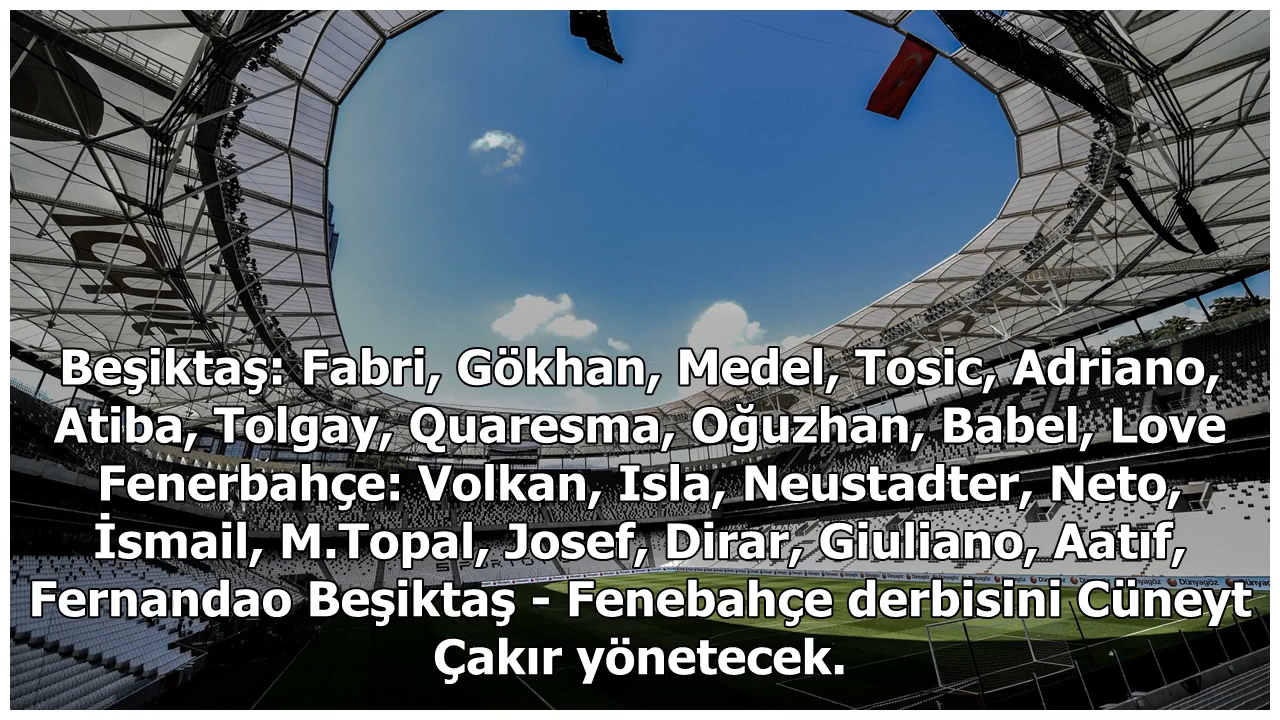 Beşiktaş: Fabri, Gökhan, Medel, Tosic, Adriano,
Atiba, Tolgay, Quaresma, Oğuzhan, Babel, Love
Fenerbahçe: Volkan, Isla, Neustadter, Neto,
İsmail, M.Topal, Josef, Dirar, Giuliano, Aatıf,
Fernandao Beşiktaş - Fenebahçe derbisini Cüneyt
Çakır yönetecek.
Dünyagöz